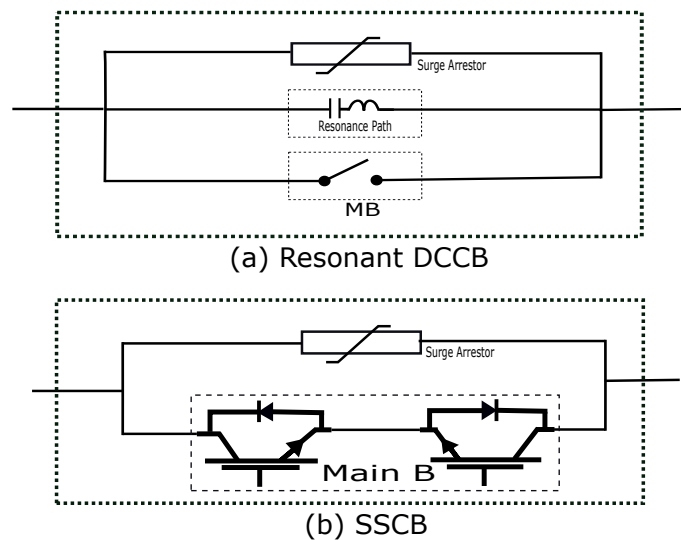 Surge Arrestor
Resonance Path
MB
(a) Resonant DCCB
Surge Arrestor
Main B
(b) SSCB